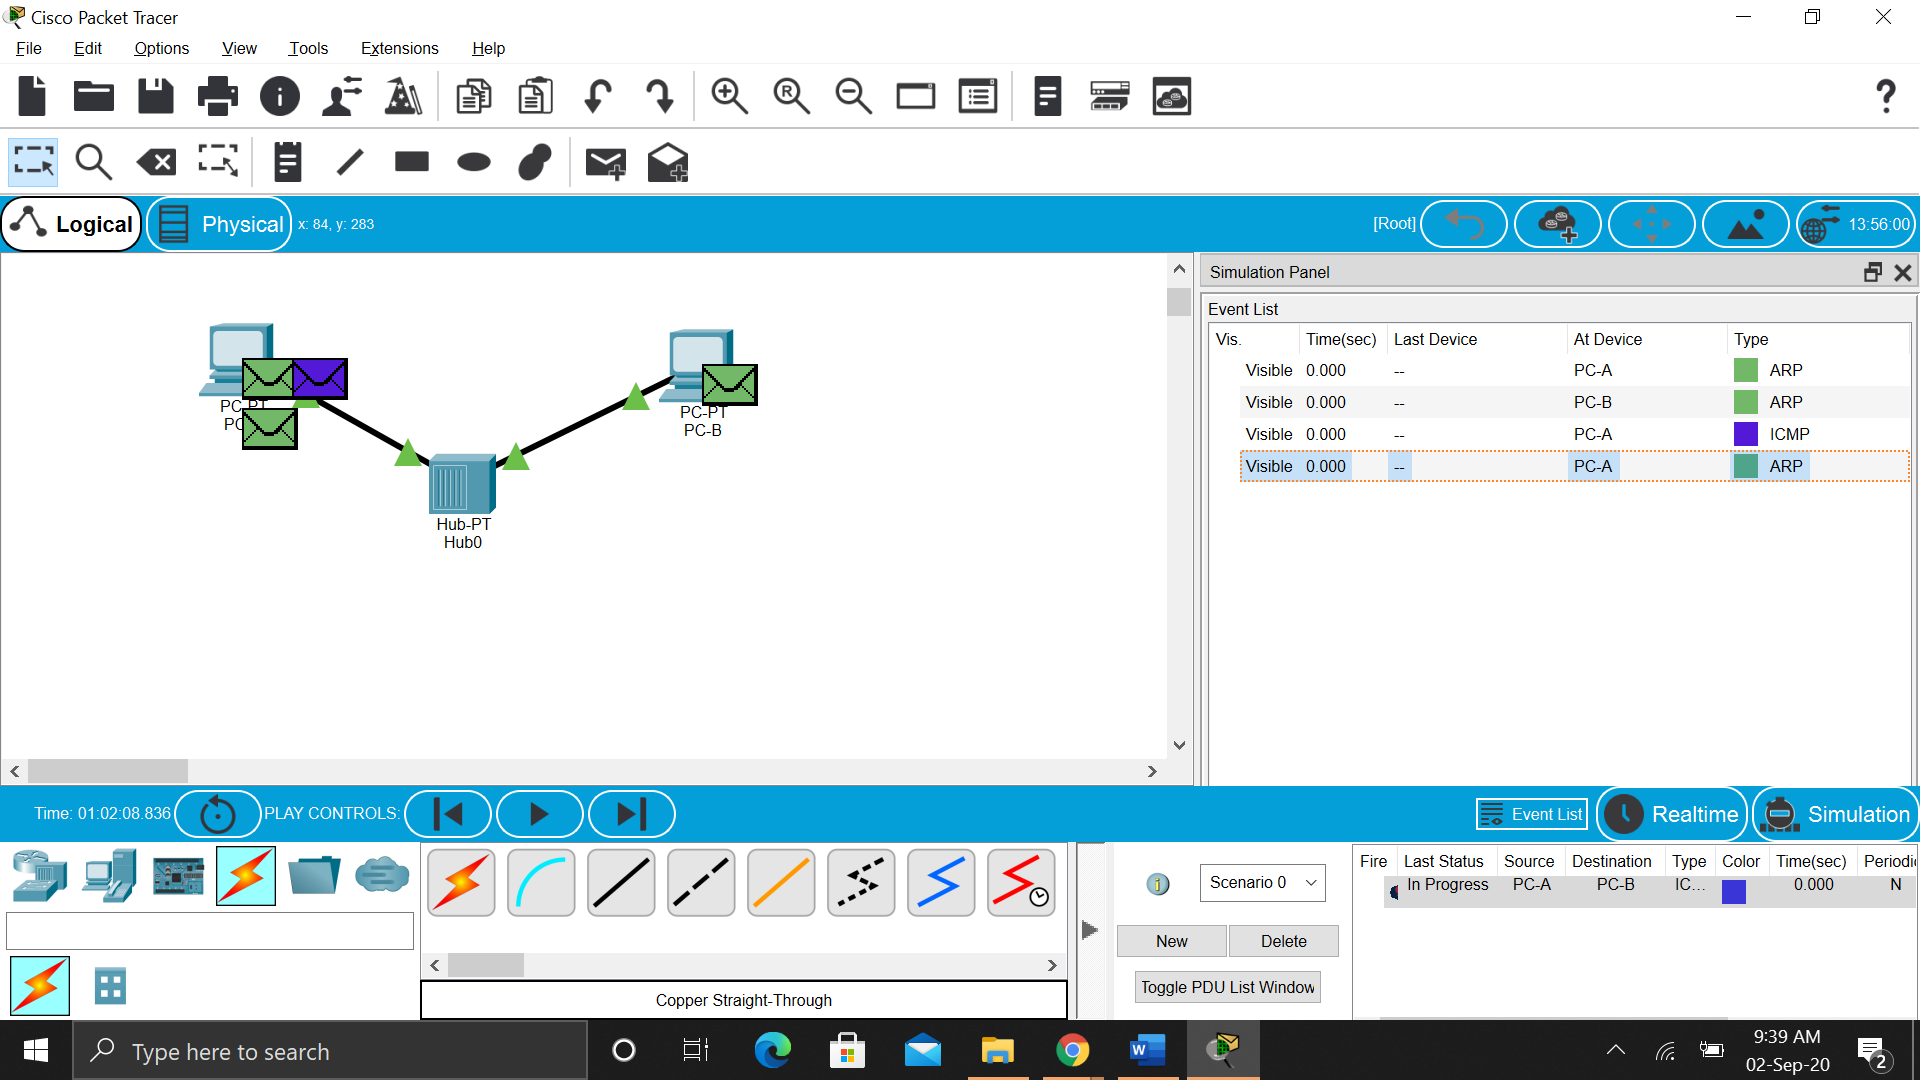 Cisco Packet Tracer
File Edit Options View Tools Extensions Help
R
?
Logical Physical x: 84, y: 283 [Root] 13:56:00
Simulation Panel
Event List
Vis. Time(sec) Last Device At Device Type
Visible 0.000 -- PC-A ARP
Visible 0.000 -- PC-B ARP
Visible 0.000 -- PC-A ICMP
Visible 0.000 -- PC-A ARP
PC-PT
PC
PC-PT
PC-B
Hub-PT
Hub0
Time: 01:02:08.836 PLAY CONTROLS: Event List Realtime Simulation
Scenario 0
New Delete
Toggle PDU List Window
Fire Last Status Source Destination Type Color Time(sec) Periodi
In Progress PC-A PC-B IC... 0.000 N
Copper Straight-Through
Type here to search
W
9:39 AM
02-Sep-20
2